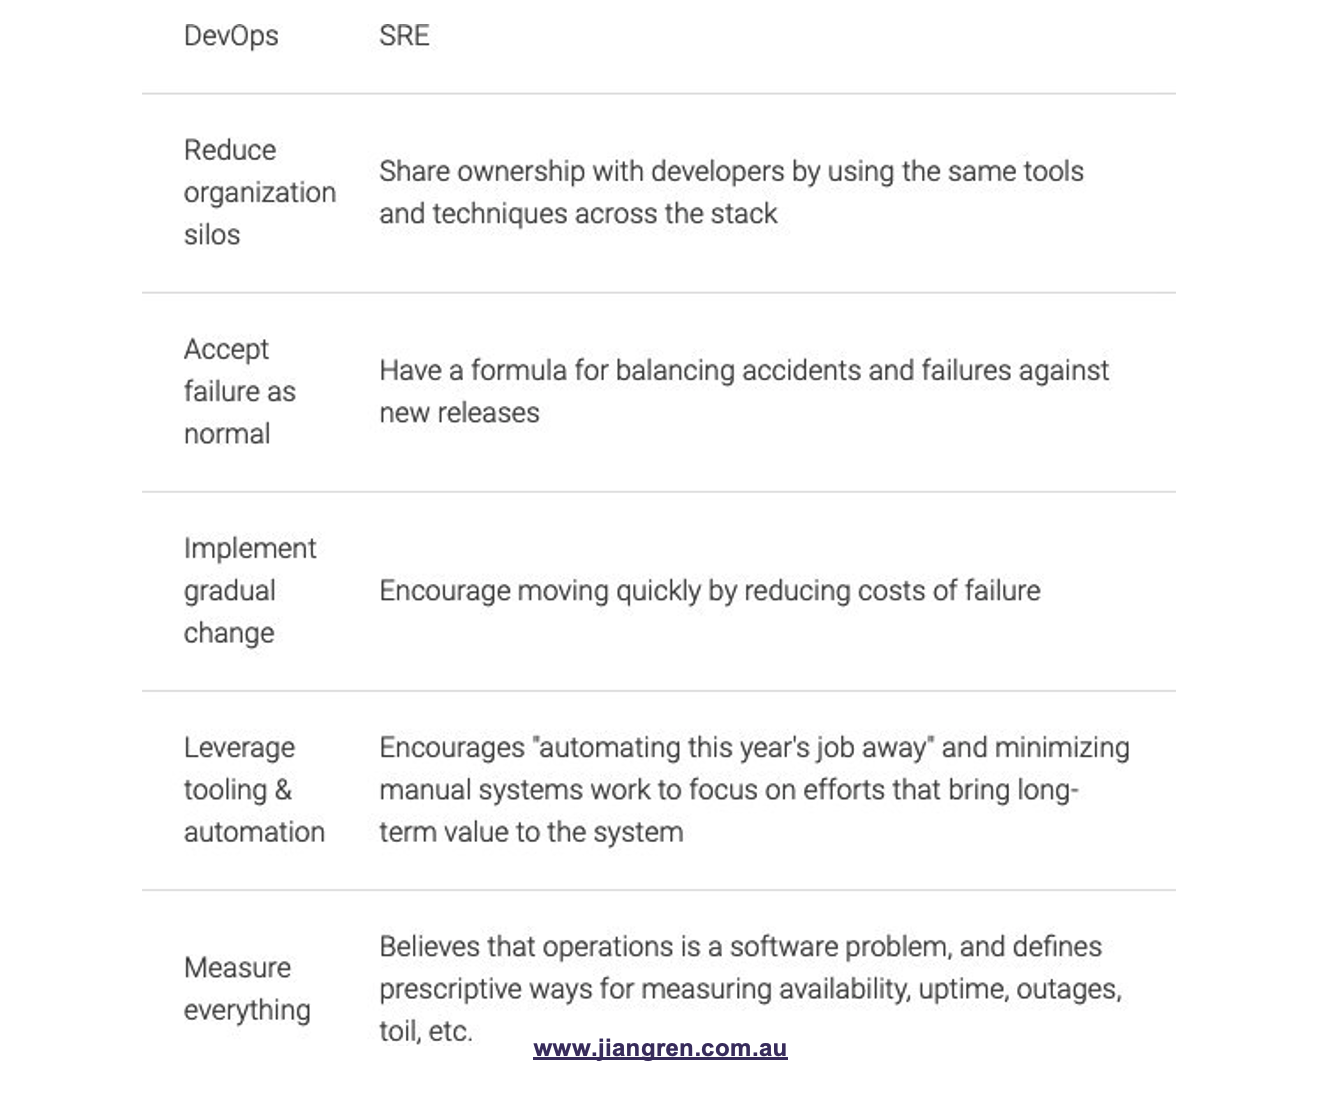 DevOps
SRE
Reduce
organization
silos
Share ownership with developers by using the same tools
and techniques across the stack
Accept
failure as
normal
Have a formula for balancing accidents and failures against
new releases
Implement
gradual
change
Encourage moving quickly by reducing costs of failure
Leverage
tooling &
automation
Encourages "automating this year's job away" and minimizing
manual systems work to focus on efforts that bring long-
term value to the system
Measure
everything
Believes that operations is a software problem, and defines
prescriptive ways for measuring availability, uptime, outages,
toil, etc.
www.jiangren.com.au